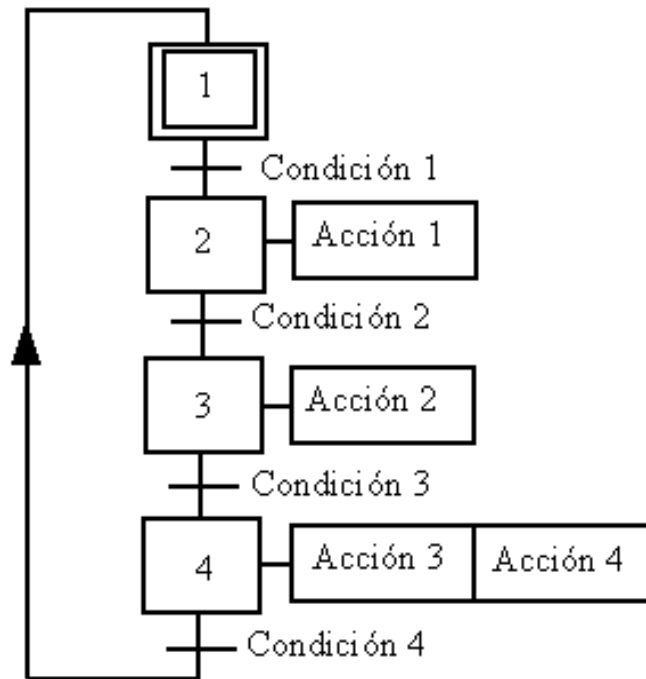 1
Condición 1
2
Acción 1
Condición 2
3
Acción 2
Condición 3
4
Acción 3
Acción 4
Condición 4